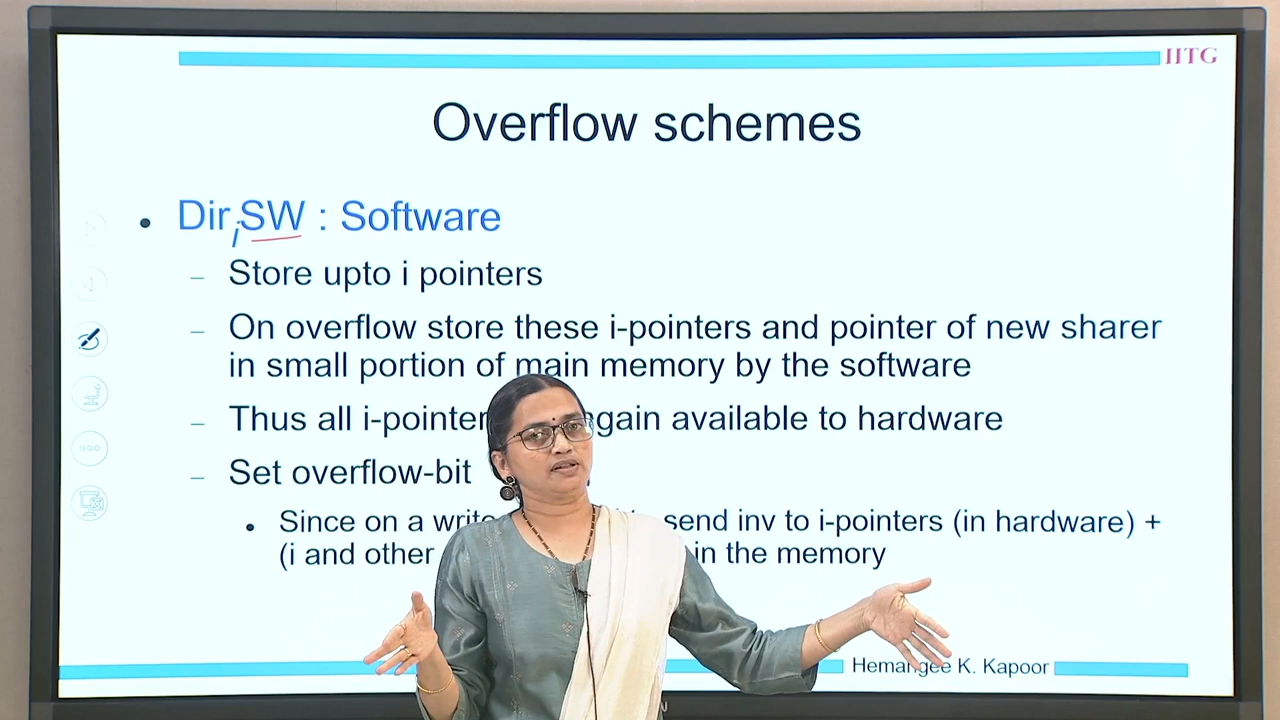 IITG
Overflow schemes
• Dir i SW : Software
– Store upto i pointers
– On overflow store these i-pointers and pointer of new sharer
in small portion of main memory by the software
– Thus all i-pointer again available to hardware
– Set overflow-bit
• Since on a write send inv to i-pointers (in hardware) +
(i and other in the memory
Hemangee K. Kapoor